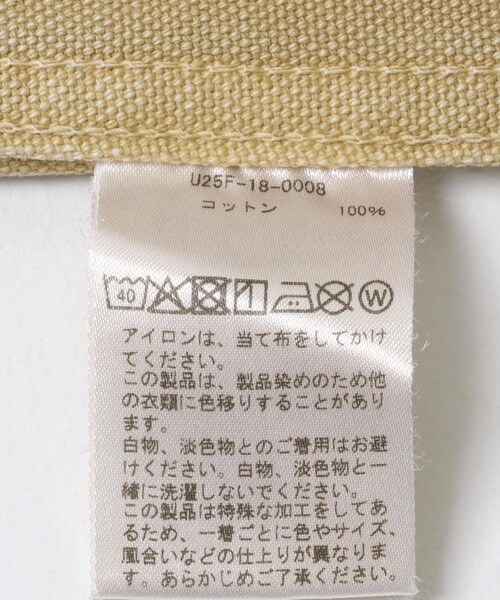 U25F-18-0008
コットン 100%
40 W
アイロンは、当て布をしてかけ
てください。
この製品は、製品染めのため他
の衣類に色移りすることがあり
ます。
白物、淡色物とのご着用はお避
けください。白物、淡色物と一
緒に洗濯しないでください。
この製品は特殊な加工をしてあ
るため、一着ごとに色やサイズ、
風合いなどの仕上りが異なりま
す。あらかじめご了承ください。